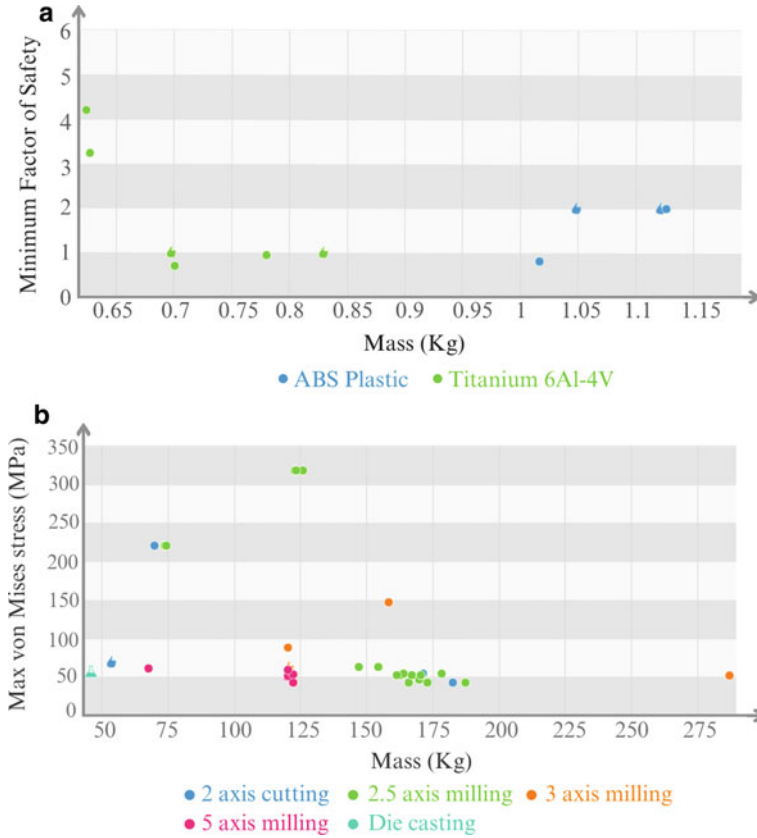 a
Minimum Factor of Safety
6
5
4
3
2
1
0
0.65 0.7 0.75 0.8 0.85 0.9 0.95 1 1.05 1.1 1.15
Mass (Kg)
ABS Plastic Titanium 6Al-4V
b
Max von Mises stress (MPa)
350
300
250
200
150
100
50
0
50 75 100 125 150 175 200 225 250 275
Mass (Kg)
2 axis cutting 2.5 axis milling 3 axis milling
5 axis milling Die casting